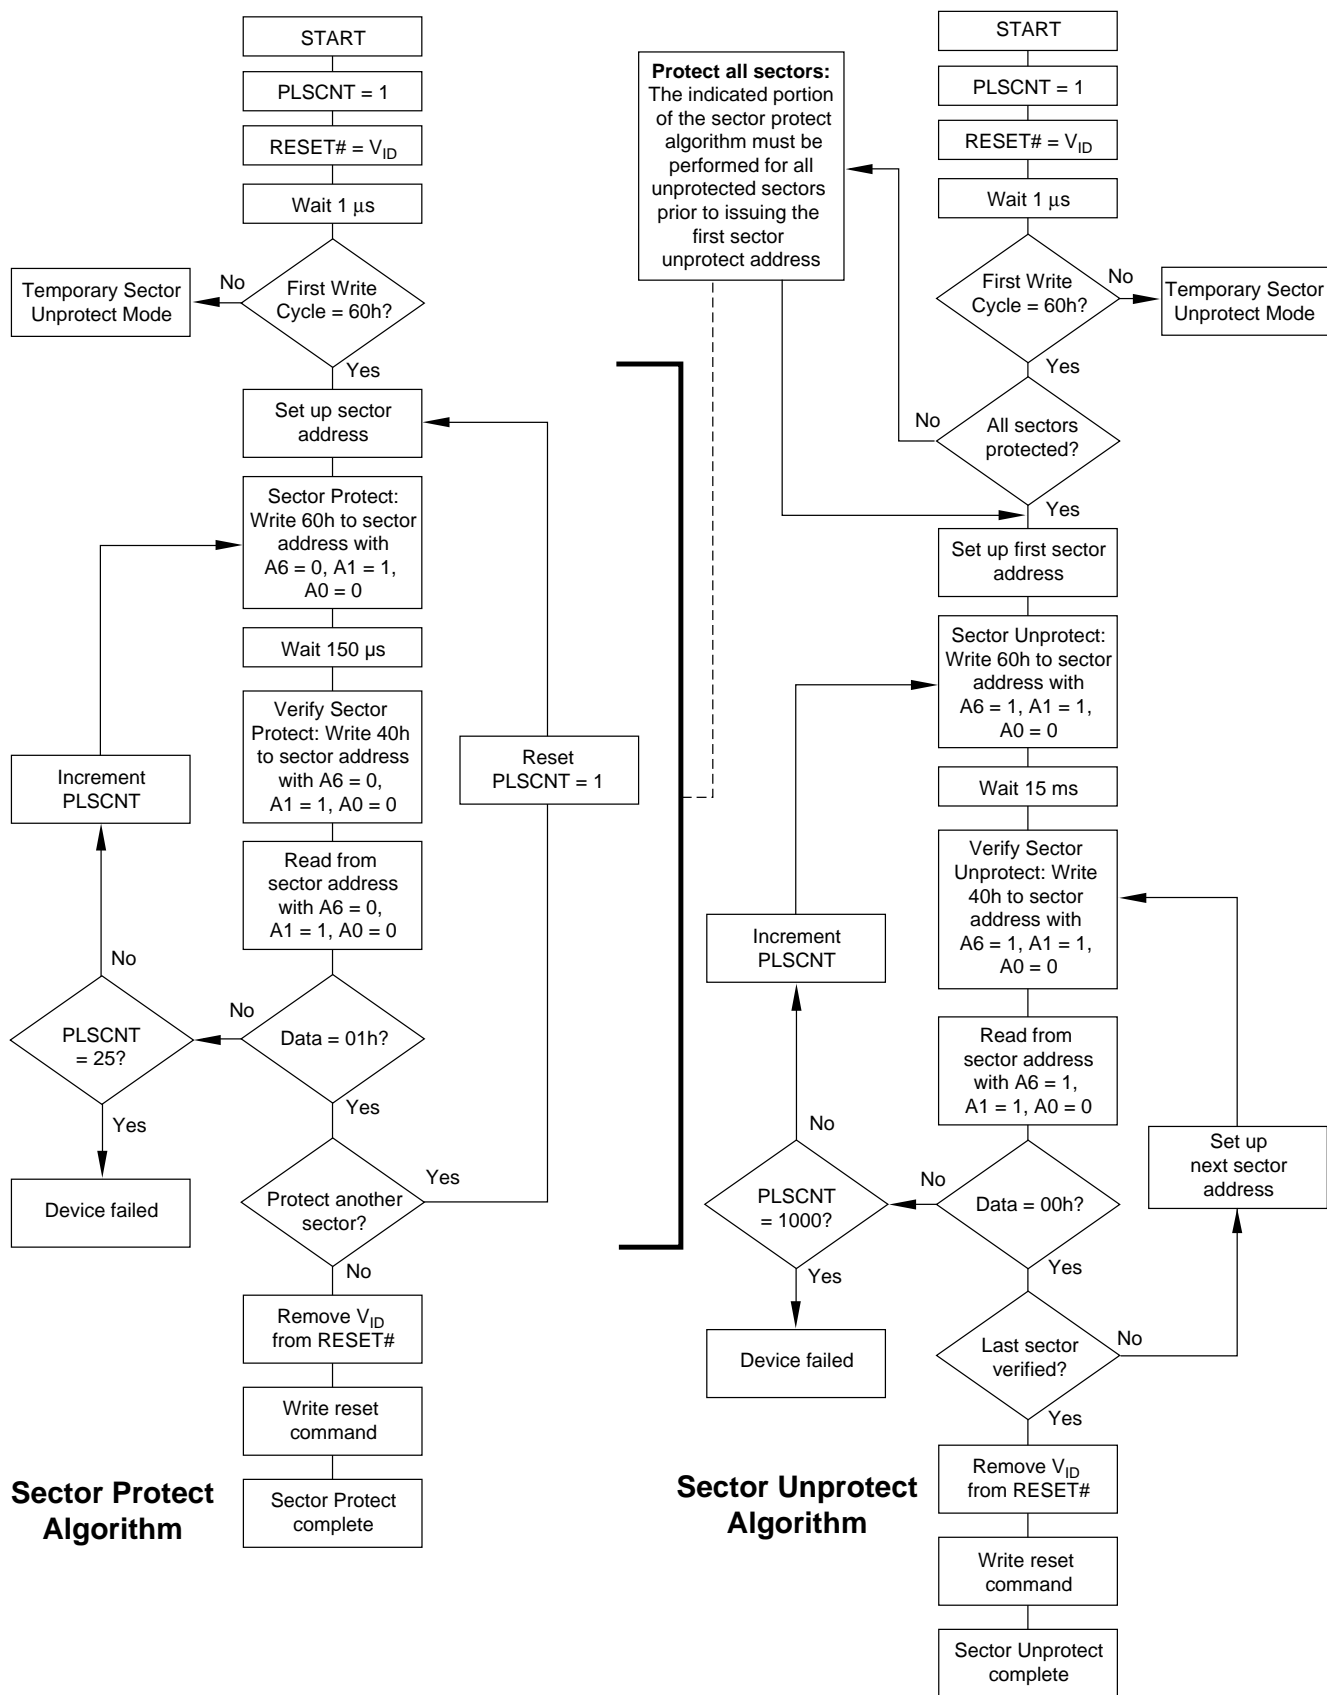 START
PLSCNT = 1
RESET# = VID
Wait 1 μs
First Write
Cycle = 60h?
No
Temporary Sector
Unprotect Mode
Yes
Set up sector
address
Sector Protect:
Write 60h to sector
address with
A6 = 0, A1 = 1,
A0 = 0
Wait 150 µs
Verify Sector
Protect: Write 40h
to sector address
with A6 = 0,
A1 = 1, A0 = 0
Read from
sector address
with A6 = 0,
A1 = 1, A0 = 0
Data = 01h?
No
PLSCNT
= 25?
No
Increment
PLSCNT
Yes
Device failed
Yes
Protect another
sector?
Yes
Reset
PLSCNT = 1
No
Remove VID
from RESET#
Write reset
command
Sector Protect
complete
Sector Protect
Algorithm
Protect all sectors:
The indicated portion
of the sector protect
algorithm must be
performed for all
unprotected sectors
prior to issuing the
first sector
unprotect address
START
PLSCNT = 1
RESET# = VID
Wait 1 μs
First Write
Cycle = 60h?
No
Temporary Sector
Unprotect Mode
Yes
All sectors
protected?
No
Yes
Set up first sector
address
Sector Unprotect:
Write 60h to sector
address with
A6 = 1, A1 = 1,
A0 = 0
Wait 15 ms
Verify Sector
Unprotect: Write
40h to sector
address with
A6 = 1, A1 = 1,
A0 = 0
Read from
sector address
with A6 = 1,
A1 = 1, A0 = 0
Data = 00h?
No
PLSCNT
= 1000?
No
Increment
PLSCNT
Yes
Device failed
Yes
Last sector
verified?
No
Set up
next sector
address
Yes
Remove VID
from RESET#
Write reset
command
Sector Unprotect
complete
Sector Unprotect
Algorithm